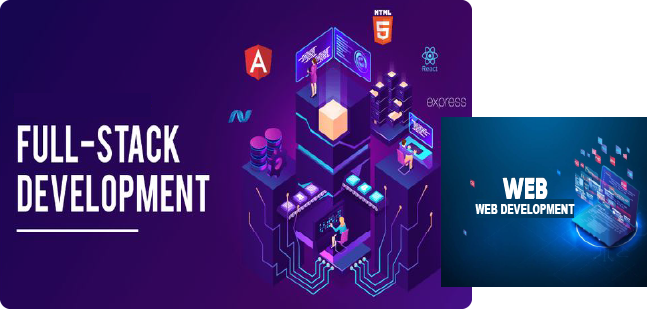 FULL-STACK
DEVELOPMENT
HTML
5
A
React
express
WEB
WEB DEVELOPMENT